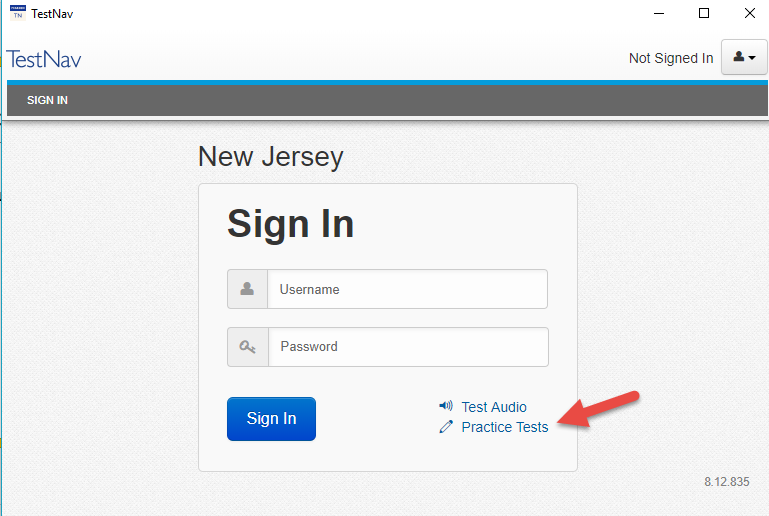 TestNav
TestNav
Not Signed In
SIGN IN
New Jersey
Sign In
Username
Password
Sign In
Test Audio
Practice Tests
8.12.835